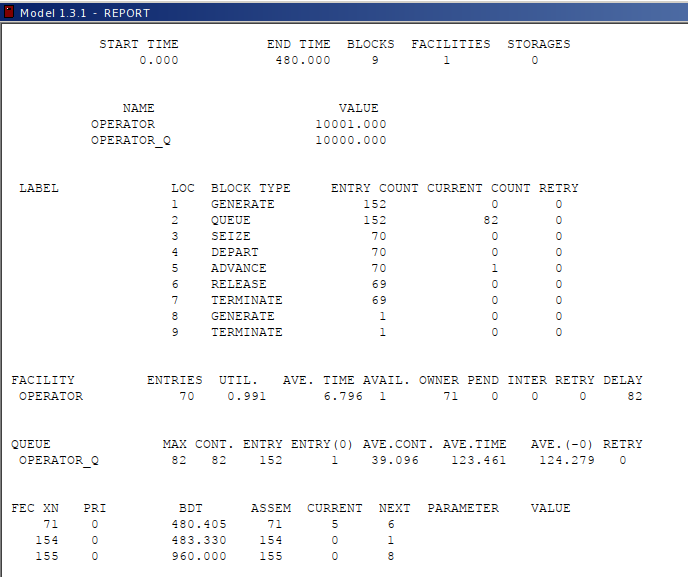 Model 1.3.1 - REPORT
START TIME END TIME BLOCKS FACILITIES STORAGES
0.000 480.000 9 1 0
NAME VALUE
OPERATOR 10001.000
OPERATOR_Q 10000.000
LABEL LOC BLOCK TYPE ENTRY COUNT CURRENT COUNT RETRY
1 GENERATE 152 0 0
2 QUEUE 152 82 0
3 SEIZE 70 0 0
4 DEPART 70 0 0
5 ADVANCE 70 1 0
6 RELEASE 69 0 0
7 TERMINATE 69 0 0
8 GENERATE 1 0 0
9 TERMINATE 1 0 0
FACILITY ENTRIES UTIL. AVE. TIME AVAIL. OWNER PEND INTER RETRY DELAY
OPERATOR 70 0.991 6.796 1 71 0 0 0 82
QUEUE MAX CONT. ENTRY ENTRY(0) AVE.CONT. AVE.TIME AVE.(-0) RETRY
OPERATOR_Q 82 82 152 1 39.096 123.461 124.279 0
FEC XN PRI BDT ASSEM CURRENT NEXT PARAMETER VALUE
71 0 480.405 71 5 6
154 0 483.330 154 0 1
155 0 960.000 155 0 8